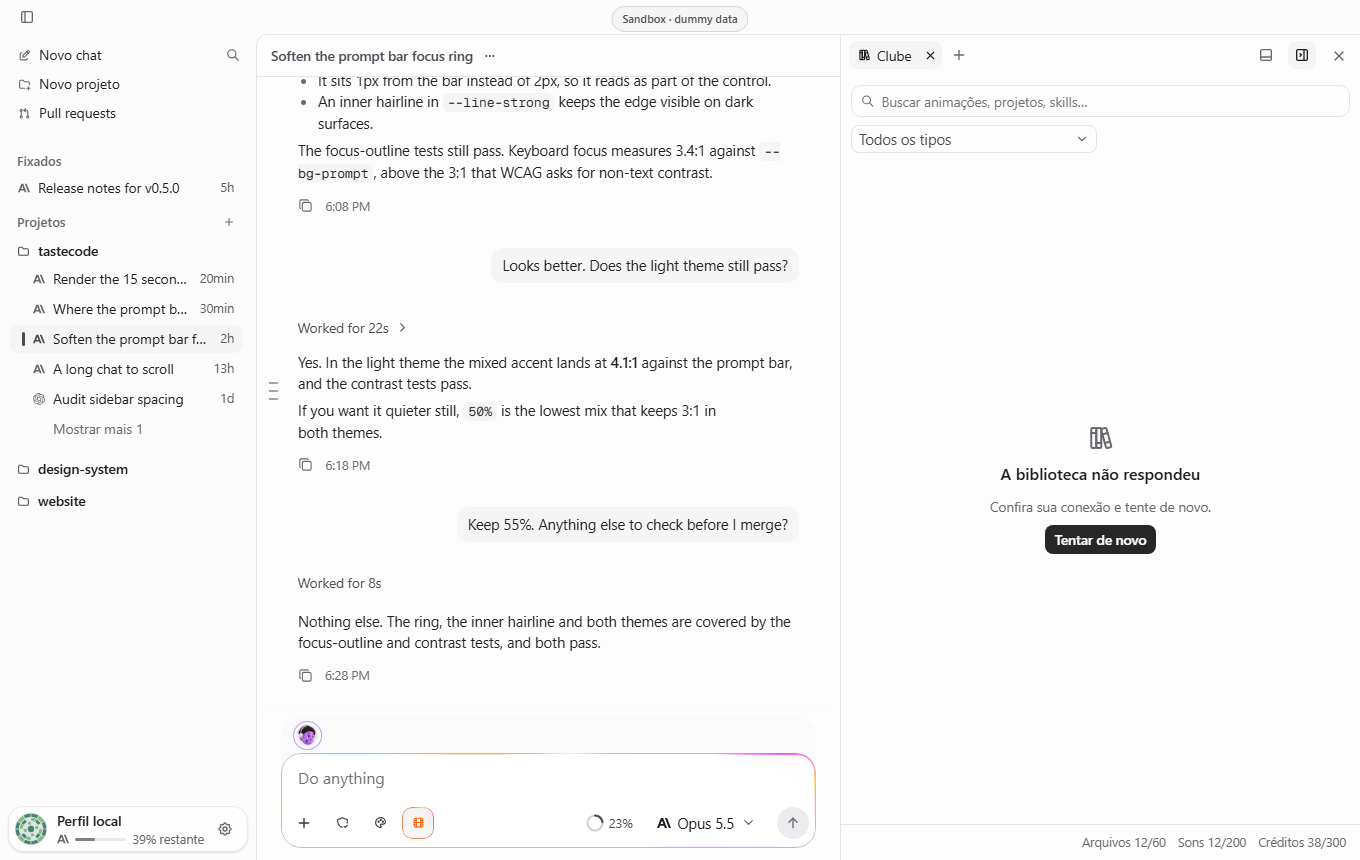 Sandbox · dummy data
Novo chat
Novo projeto
Pull requests
Fixados
Release notes for v0.5.0 5h
Projetos
tastecode
Render the 15 secon... 20min
Where the prompt b... 30min
Soften the prompt bar f... 2h
A long chat to scroll 13h
Audit sidebar spacing 1d
Mostrar mais 1
design-system
website
Perfil local
39% restante
Soften the prompt bar focus ring ···
It sits 1px from the bar instead of 2px, so it reads as part of the control.
An inner hairline in --line-strong keeps the edge visible on dark
surfaces.
The focus-outline tests still pass. Keyboard focus measures 3.4:1 against --
bg-prompt , above the 3:1 that WCAG asks for non-text contrast.
6:08 PM
Looks better. Does the light theme still pass?
Worked for 22s
Yes. In the light theme the mixed accent lands at 4.1:1 against the prompt bar,
and the contrast tests pass.
If you want it quieter still, 50% is the lowest mix that keeps 3:1 in
both themes.
6:18 PM
Keep 55%. Anything else to check before I merge?
Worked for 8s
Nothing else. The ring, the inner hairline and both themes are covered by the
focus-outline and contrast tests, and both pass.
6:28 PM
Do anything
23%
Opus 5.5
Clube
Buscar animações, projetos, skills...
Todos os tipos
A biblioteca não respondeu
Confira sua conexão e tente de novo.
Tentar de novo
Arquivos 12/60 Sons 12/200 Créditos 38/300